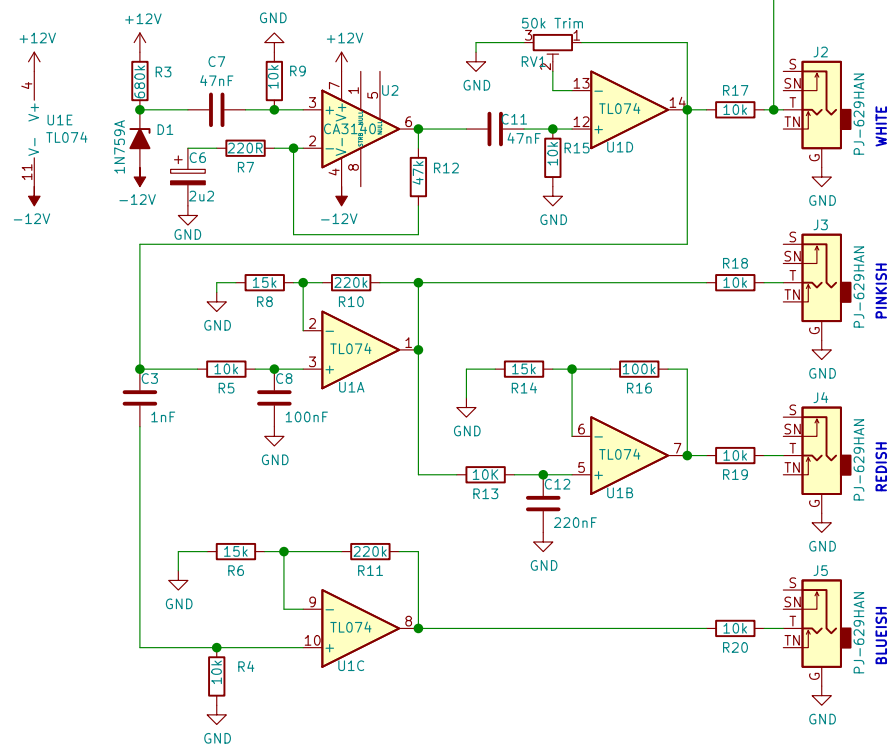 +12V
4
V+
U1E
TL074
V-
11
-12V
+12V
680k
R3
1N759A
D1
-12V
C7
47nF
GND
10k
R9
+
C6
2u2
GND
220R
R7
+12V
7
1
5
U2
3
+
2
-
CA3140
V+
V-
NULL
STRB
NULL
6
4
8
-12V
47k
R12
C11
47nF
10k
R15
GND
50k Trim
3
1
RV1
2
GND
13
-
12
+
TL074
14
U1D
R17
10k
J2
S
SN
T
TN
G
GND
PJ-629HAN
WHITE
GND
15k
R8
220k
R10
2
-
3
+
TL074
1
U1A
10k
R5
C8
100nF
GND
C3
1nF
R18
10k
J3
S
SN
T
TN
G
GND
PJ-629HAN
PINKISH
GND
15k
R14
100k
R16
6
-
5
+
TL074
7
U1B
10K
R13
C12
220nF
GND
10k
R19
J4
S
SN
T
TN
G
GND
PJ-629HAN
REDISH
GND
15k
R6
220k
R11
9
-
10
+
TL074
8
U1C
10k
R4
GND
10k
R20
J5
S
SN
T
TN
G
GND
PJ-629HAN
BLUEISH